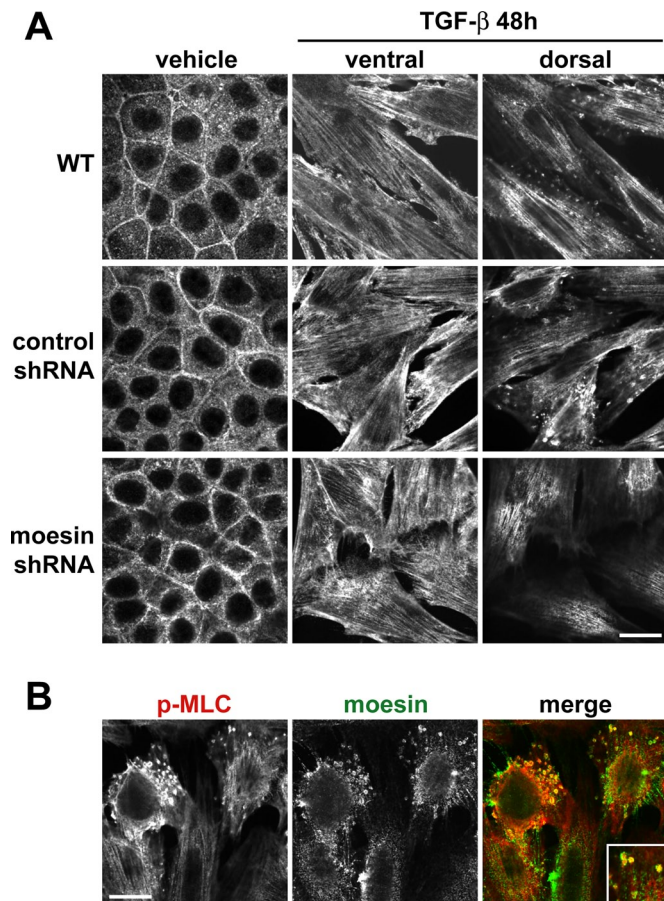 A
TGF-β 48h
vehicle
ventral
dorsal
WT
control
shRNA
moesin
shRNA
B
p-MLC
moesin
merge